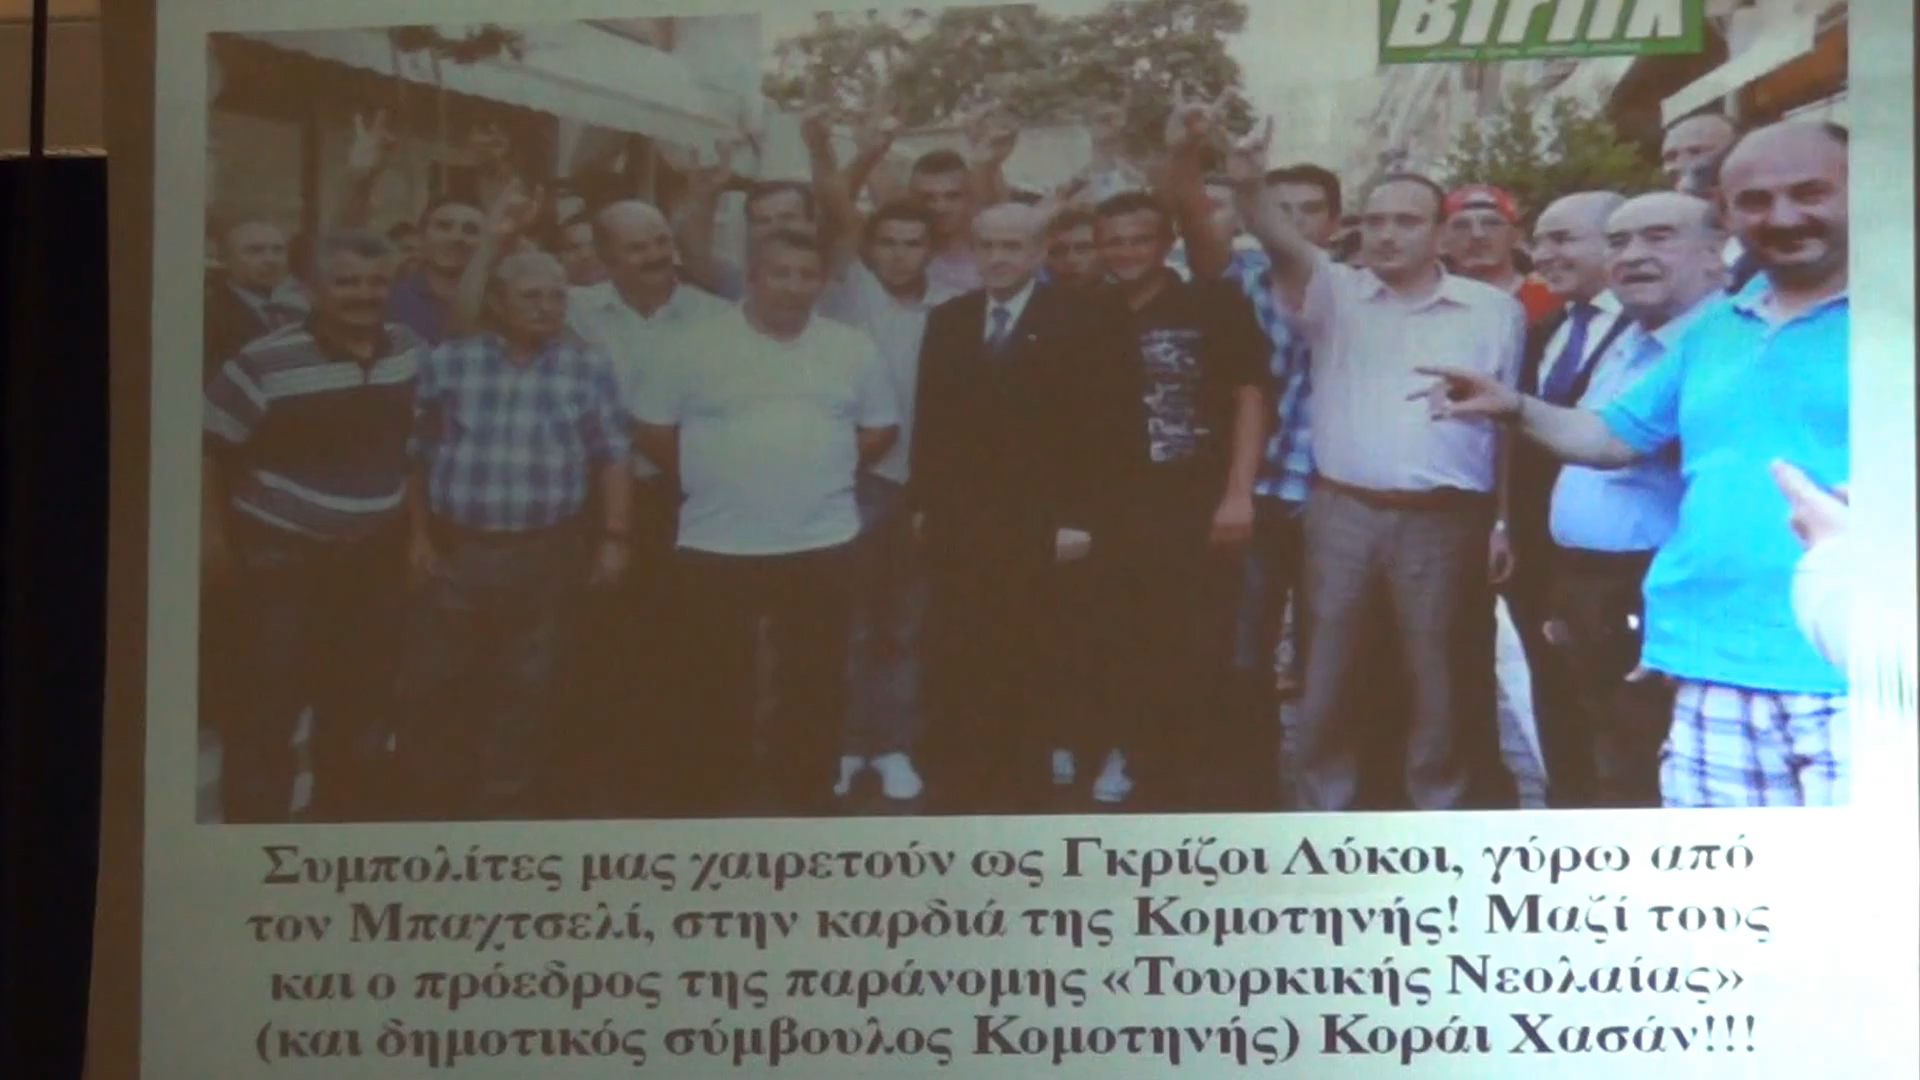 Συμπολίτες μας χαιρετούν ως Γκρίζοι Λύκοι, γύρω από
τον Μπαχτσελί, στην καρδιά της Κομοτηνής! Μαζί τους
και ο πρόεδρος της παράνομης «Τουρκικής Νεολαίας»
(και δημοτικός σύμβουλος Κομοτηνής) Κοράι Χασάν!!!